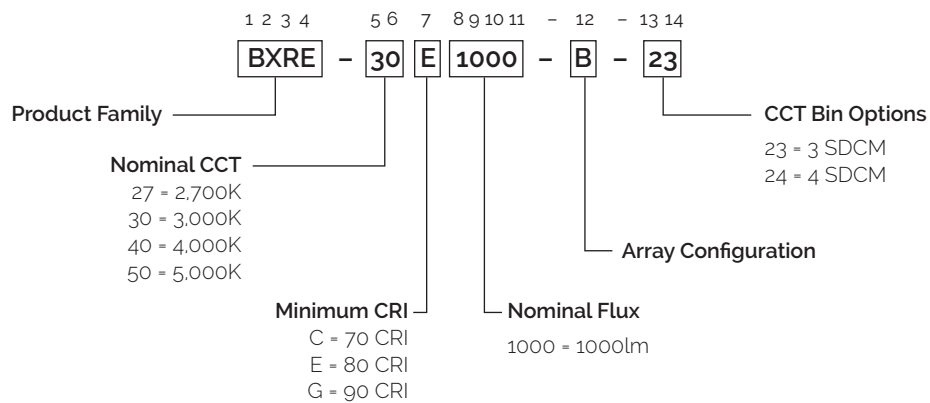 1 2 3 4 5 6 7 8 9 10 11 - 12 - 13 14
BXRE - 30 E 1000 - B - 23
Product Family
CCT Bin Options
23 = 3 SDCM
24 = 4 SDCM
Nominal CCT
27 = 2,700K
30 = 3,000K
40 = 4,000K
50 = 5,000K
Array Configuration
Minimum CRI
C = 70 CRI
E = 80 CRI
G = 90 CRI
Nominal Flux
1000 = 1000lm